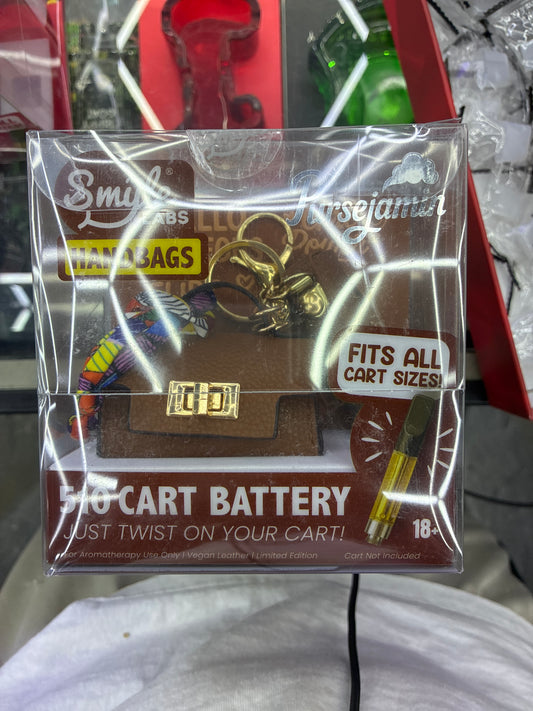 Smyle®
LABS
Pursejamin
HANDBAGS
FITS ALL
CART SIZES!
510 CART BATTERY
JUST TWIST ON YOUR CART!
18+
For Aromatherapy Use Only | Vegan Leather | Limited Edition
Cart Not Included